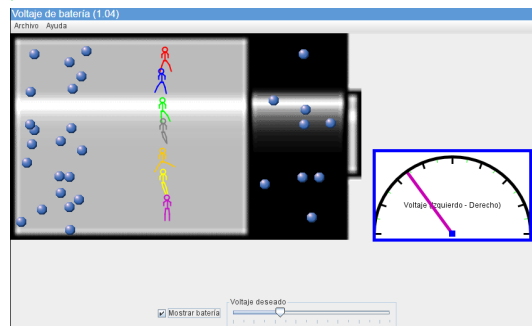 Voltaje de batería (1.04)
Archivo Ayuda
Voltaje (Izquierdo - Derecho)
Voltaje deseado
Mostrar batería